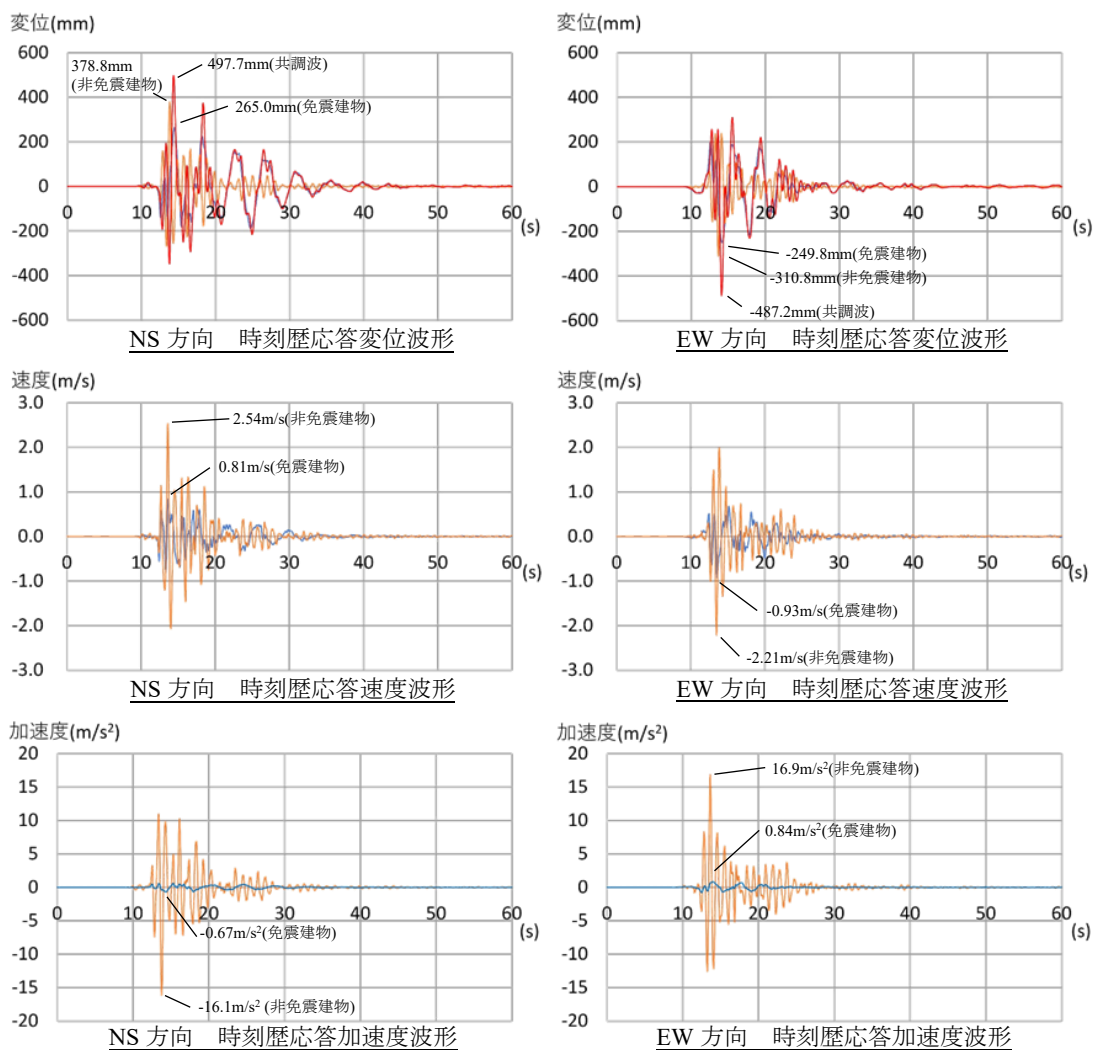 変位(mm)
600
400
200
0
-200
-400
-600
0 10 20 30 40 50 60
(s)
378.8mm
(非免震建物)
497.7mm(共調波)
265.0mm(免震建物)
NS 方向 時刻歴応答変位波形
変位(mm)
600
400
200
0
-200
-400
-600
0 10 20 30 40 50 60
(s)
-249.8mm(免震建物)
-310.8mm(非免震建物)
-487.2mm(共調波)
EW 方向 時刻歴応答変位波形
速度(m/s)
3.0
2.0
1.0
0.0
-1.0
-2.0
-3.0
0 10 20 30 40 50 60
(s)
2.54m/s(非免震建物)
0.81m/s(免震建物)
NS 方向 時刻歴応答速度波形
速度(m/s)
3.0
2.0
1.0
0.0
-1.0
-2.0
-3.0
0 10 20 30 40 50 60
(s)
-0.93m/s(免震建物)
-2.21m/s(非免震建物)
EW 方向 時刻歴応答速度波形
加速度(m/s²)
20
15
10
5
0
-5
-10
-15
-20
0 10 20 30 40 50 60
(s)
-0.67m/s²(免震建物)
-16.1m/s² (非免震建物)
NS 方向 時刻歴応答加速度波形
加速度(m/s²)
20
15
10
5
0
-5
-10
-15
-20
0 10 20 30 40 50 60
(s)
16.9m/s²(非免震建物)
0.84m/s²(免震建物)
EW 方向 時刻歴応答加速度波形